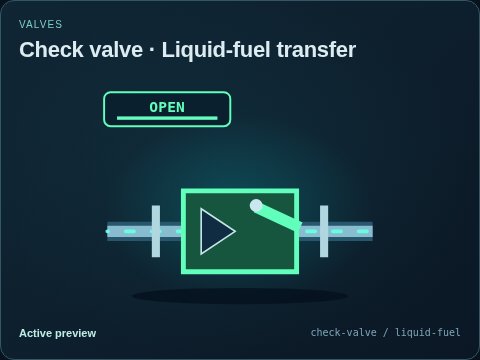 VALVES
Check valve · Liquid-fuel transfer
OPEN
Active preview
check-valve / liquid-fuel